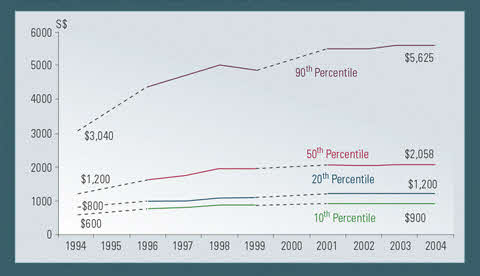 S$
6000
5000
4000
3000
2000
1000
0
$3,040
$1,200
-$800
$600
90th Percentile
$5,625
50th Percentile
$2,058
20th Percentile
$1,200
10th Percentile
$900
1994 1995 1996 1997 1998 1999 2000 2001 2002 2003 2004